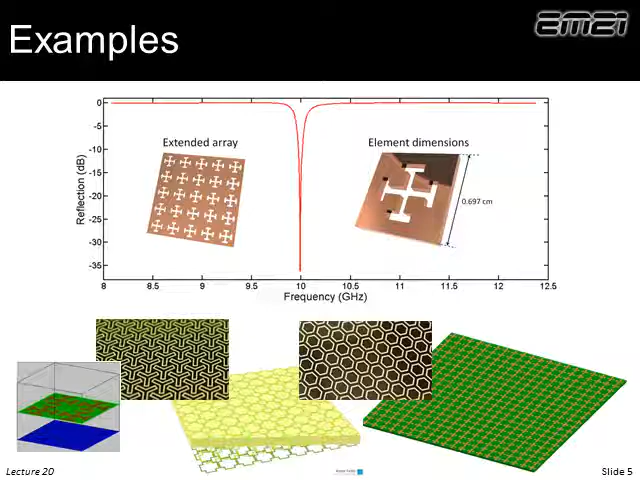 Examples
EM21
0
-5
-10
-15
-20
-25
-30
-35
Reflection (dB)
Extended array
Element dimensions
0.697 cm
8
8.5
9
9.5
10
10.5
11
11.5
12
12.5
Frequency (GHz)
Lecture 20
Slide 5